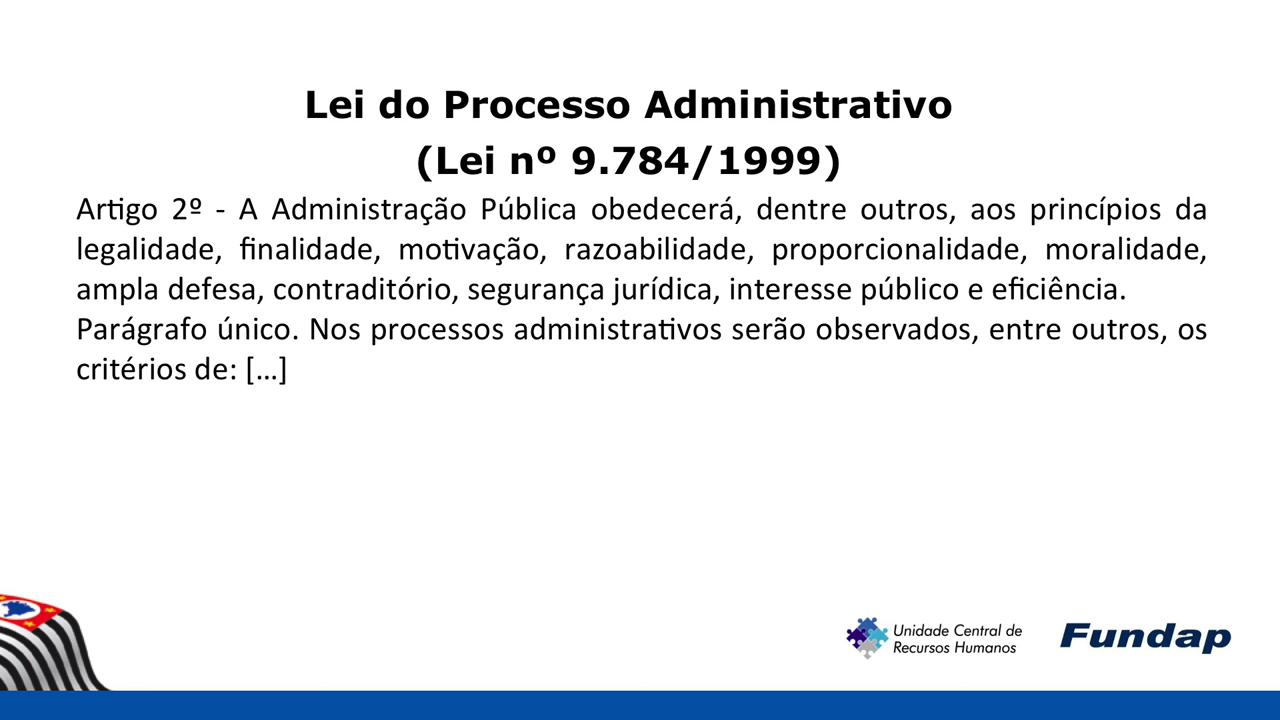 Lei do Processo Administrativo
(Lei nº 9.784/1999)
Artigo 2º - A Administração Pública obedecerá, dentre outros, aos princípios da
legalidade, finalidade, motivação, razoabilidade, proporcionalidade, moralidade,
ampla defesa, contraditório, segurança jurídica, interesse público e eficiência.
Parágrafo único. Nos processos administrativos serão observados, entre outros, os
critérios de: [...]
Unidade Central de
Recursos Humanos
Fundap